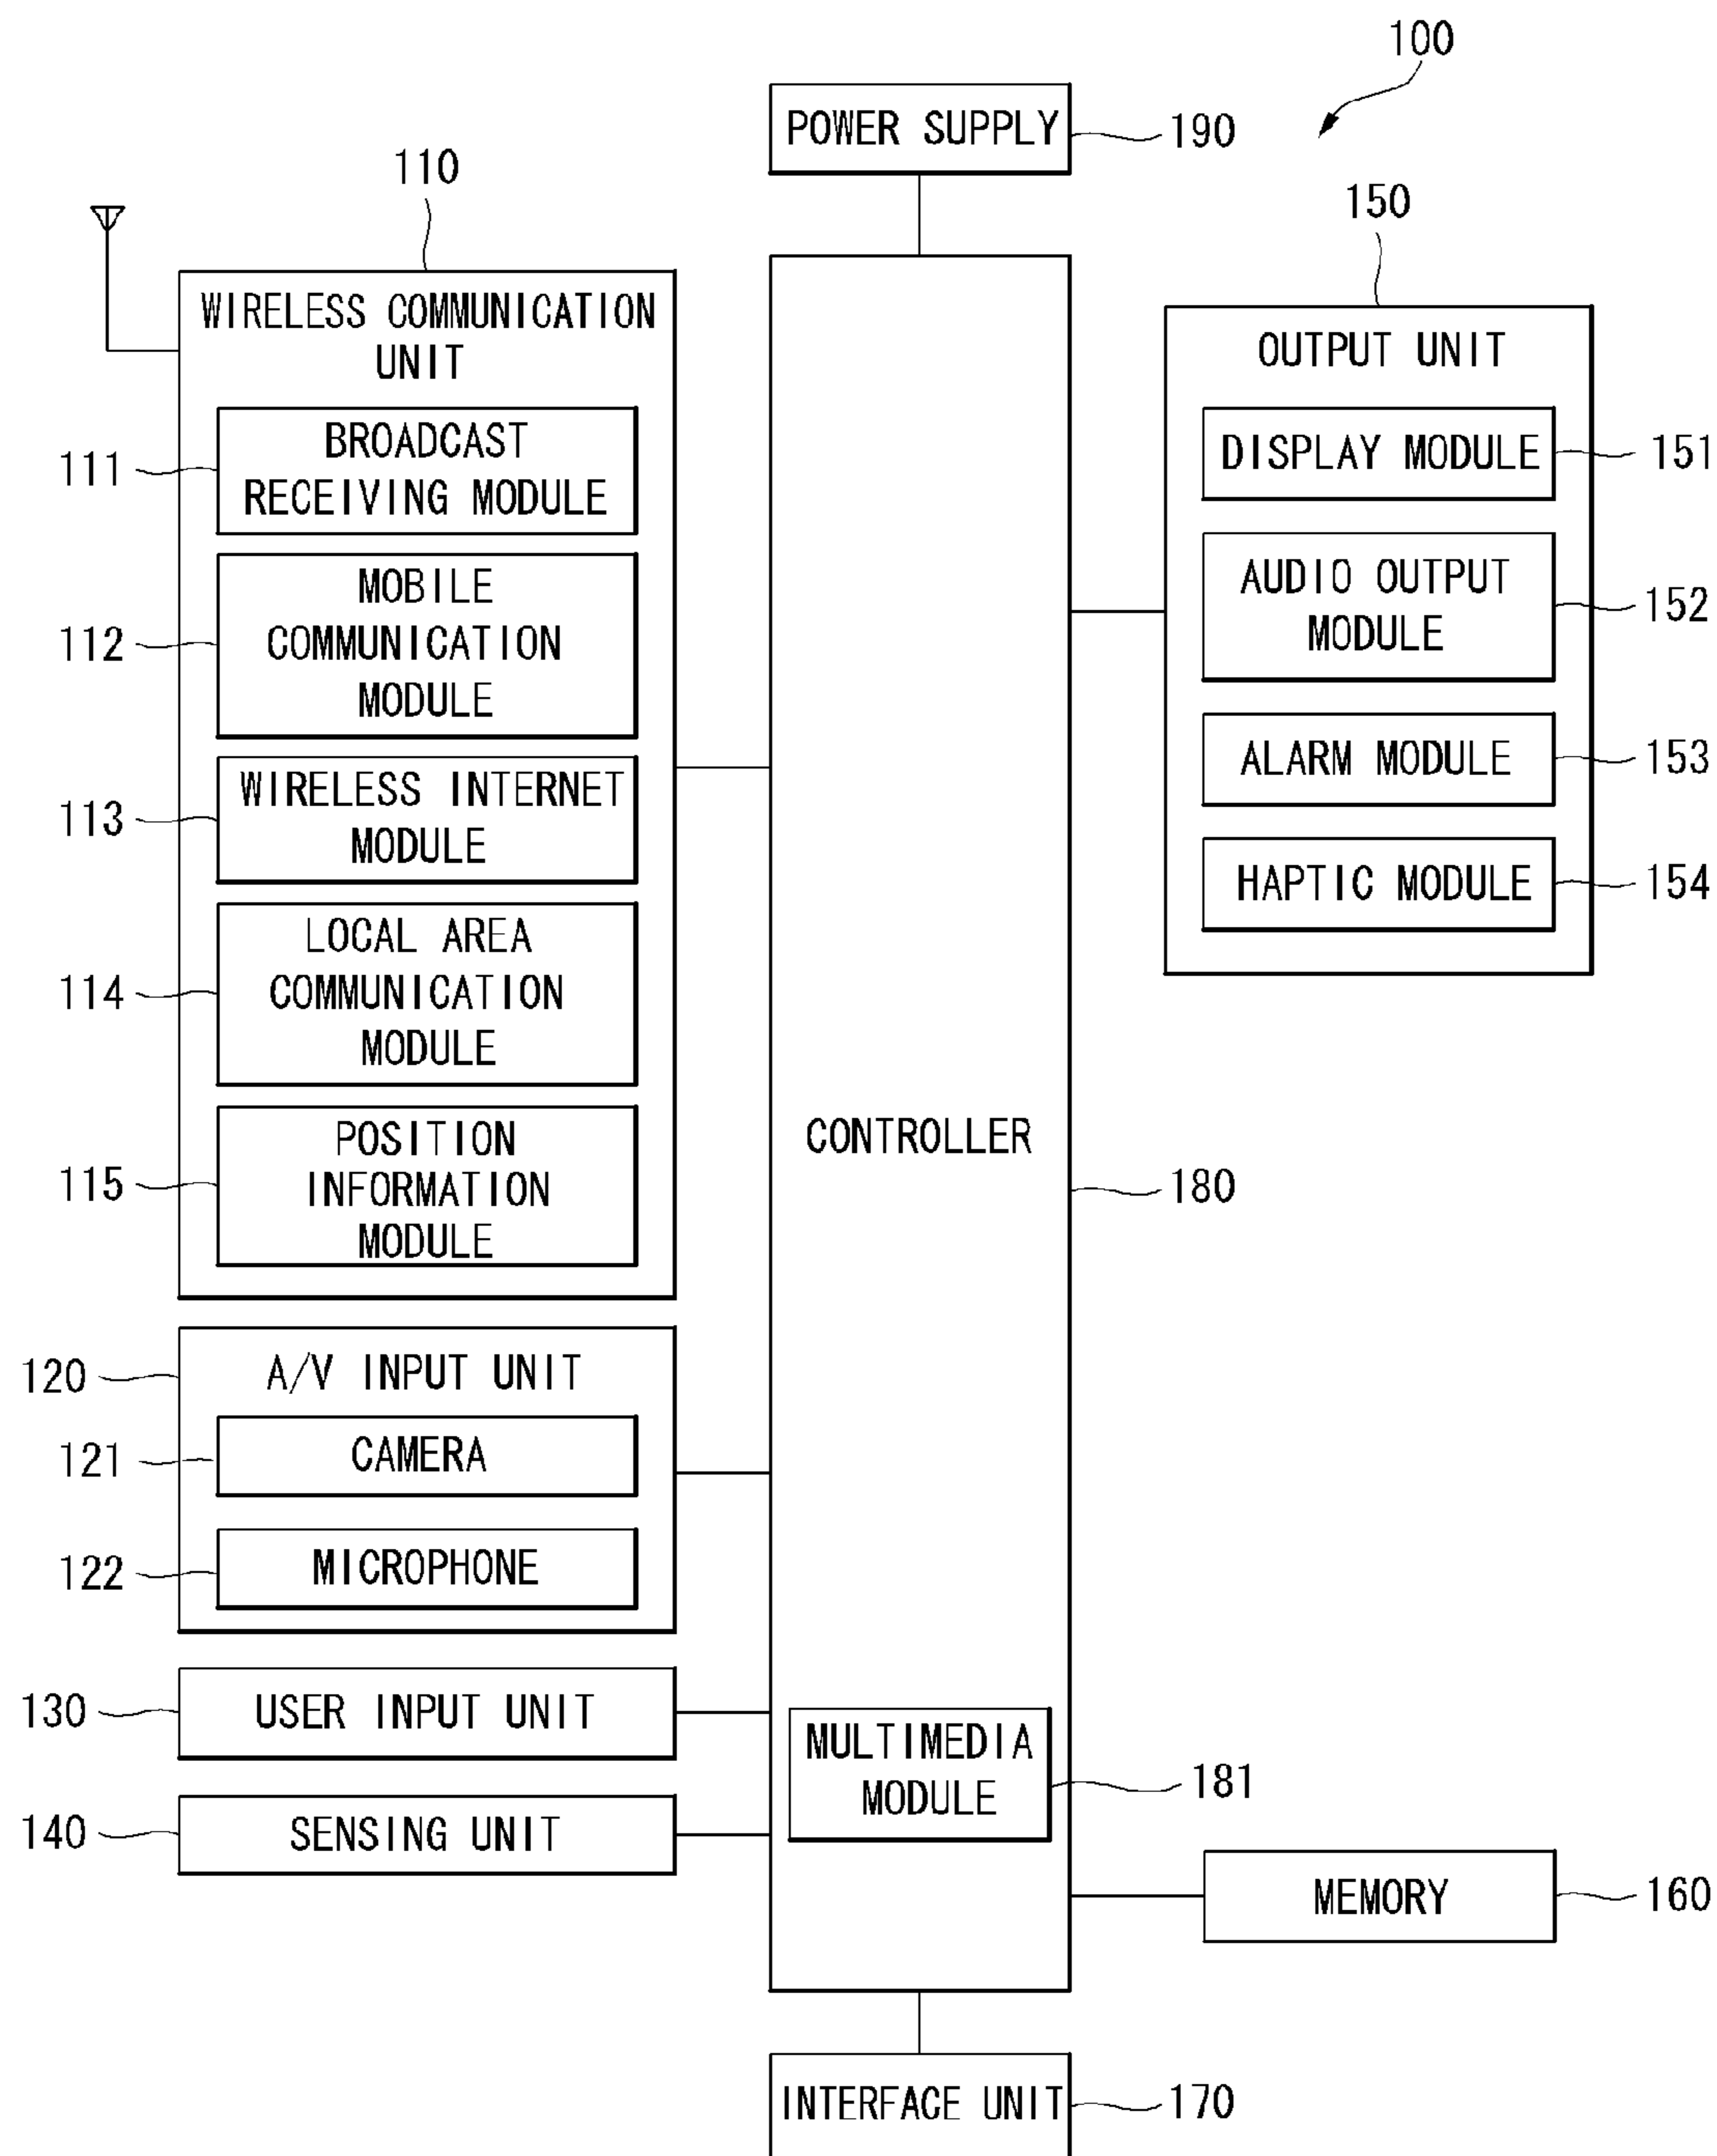 100
POWER SUPPLY
190
110
150
WIRELESS COMMUNICATION
UNIT
111
BROADCAST
RECEIVING MODULE
112
MOBILE
COMMUNICATION
MODULE
113
WIRELESS INTERNET
MODULE
114
LOCAL AREA
COMMUNICATION
MODULE
115
POSITION
INFORMATION
MODULE
120
A/V INPUT UNIT
121
CAMERA
122
MICROPHONE
130
USER INPUT UNIT
140
SENSING UNIT
CONTROLLER
180
MULTIMEDIA
MODULE
181
OUTPUT UNIT
DISPLAY MODULE
151
AUDIO OUTPUT
MODULE
152
ALARM MODULE
153
HAPTIC MODULE
154
MEMORY
160
INTERFACE UNIT
170